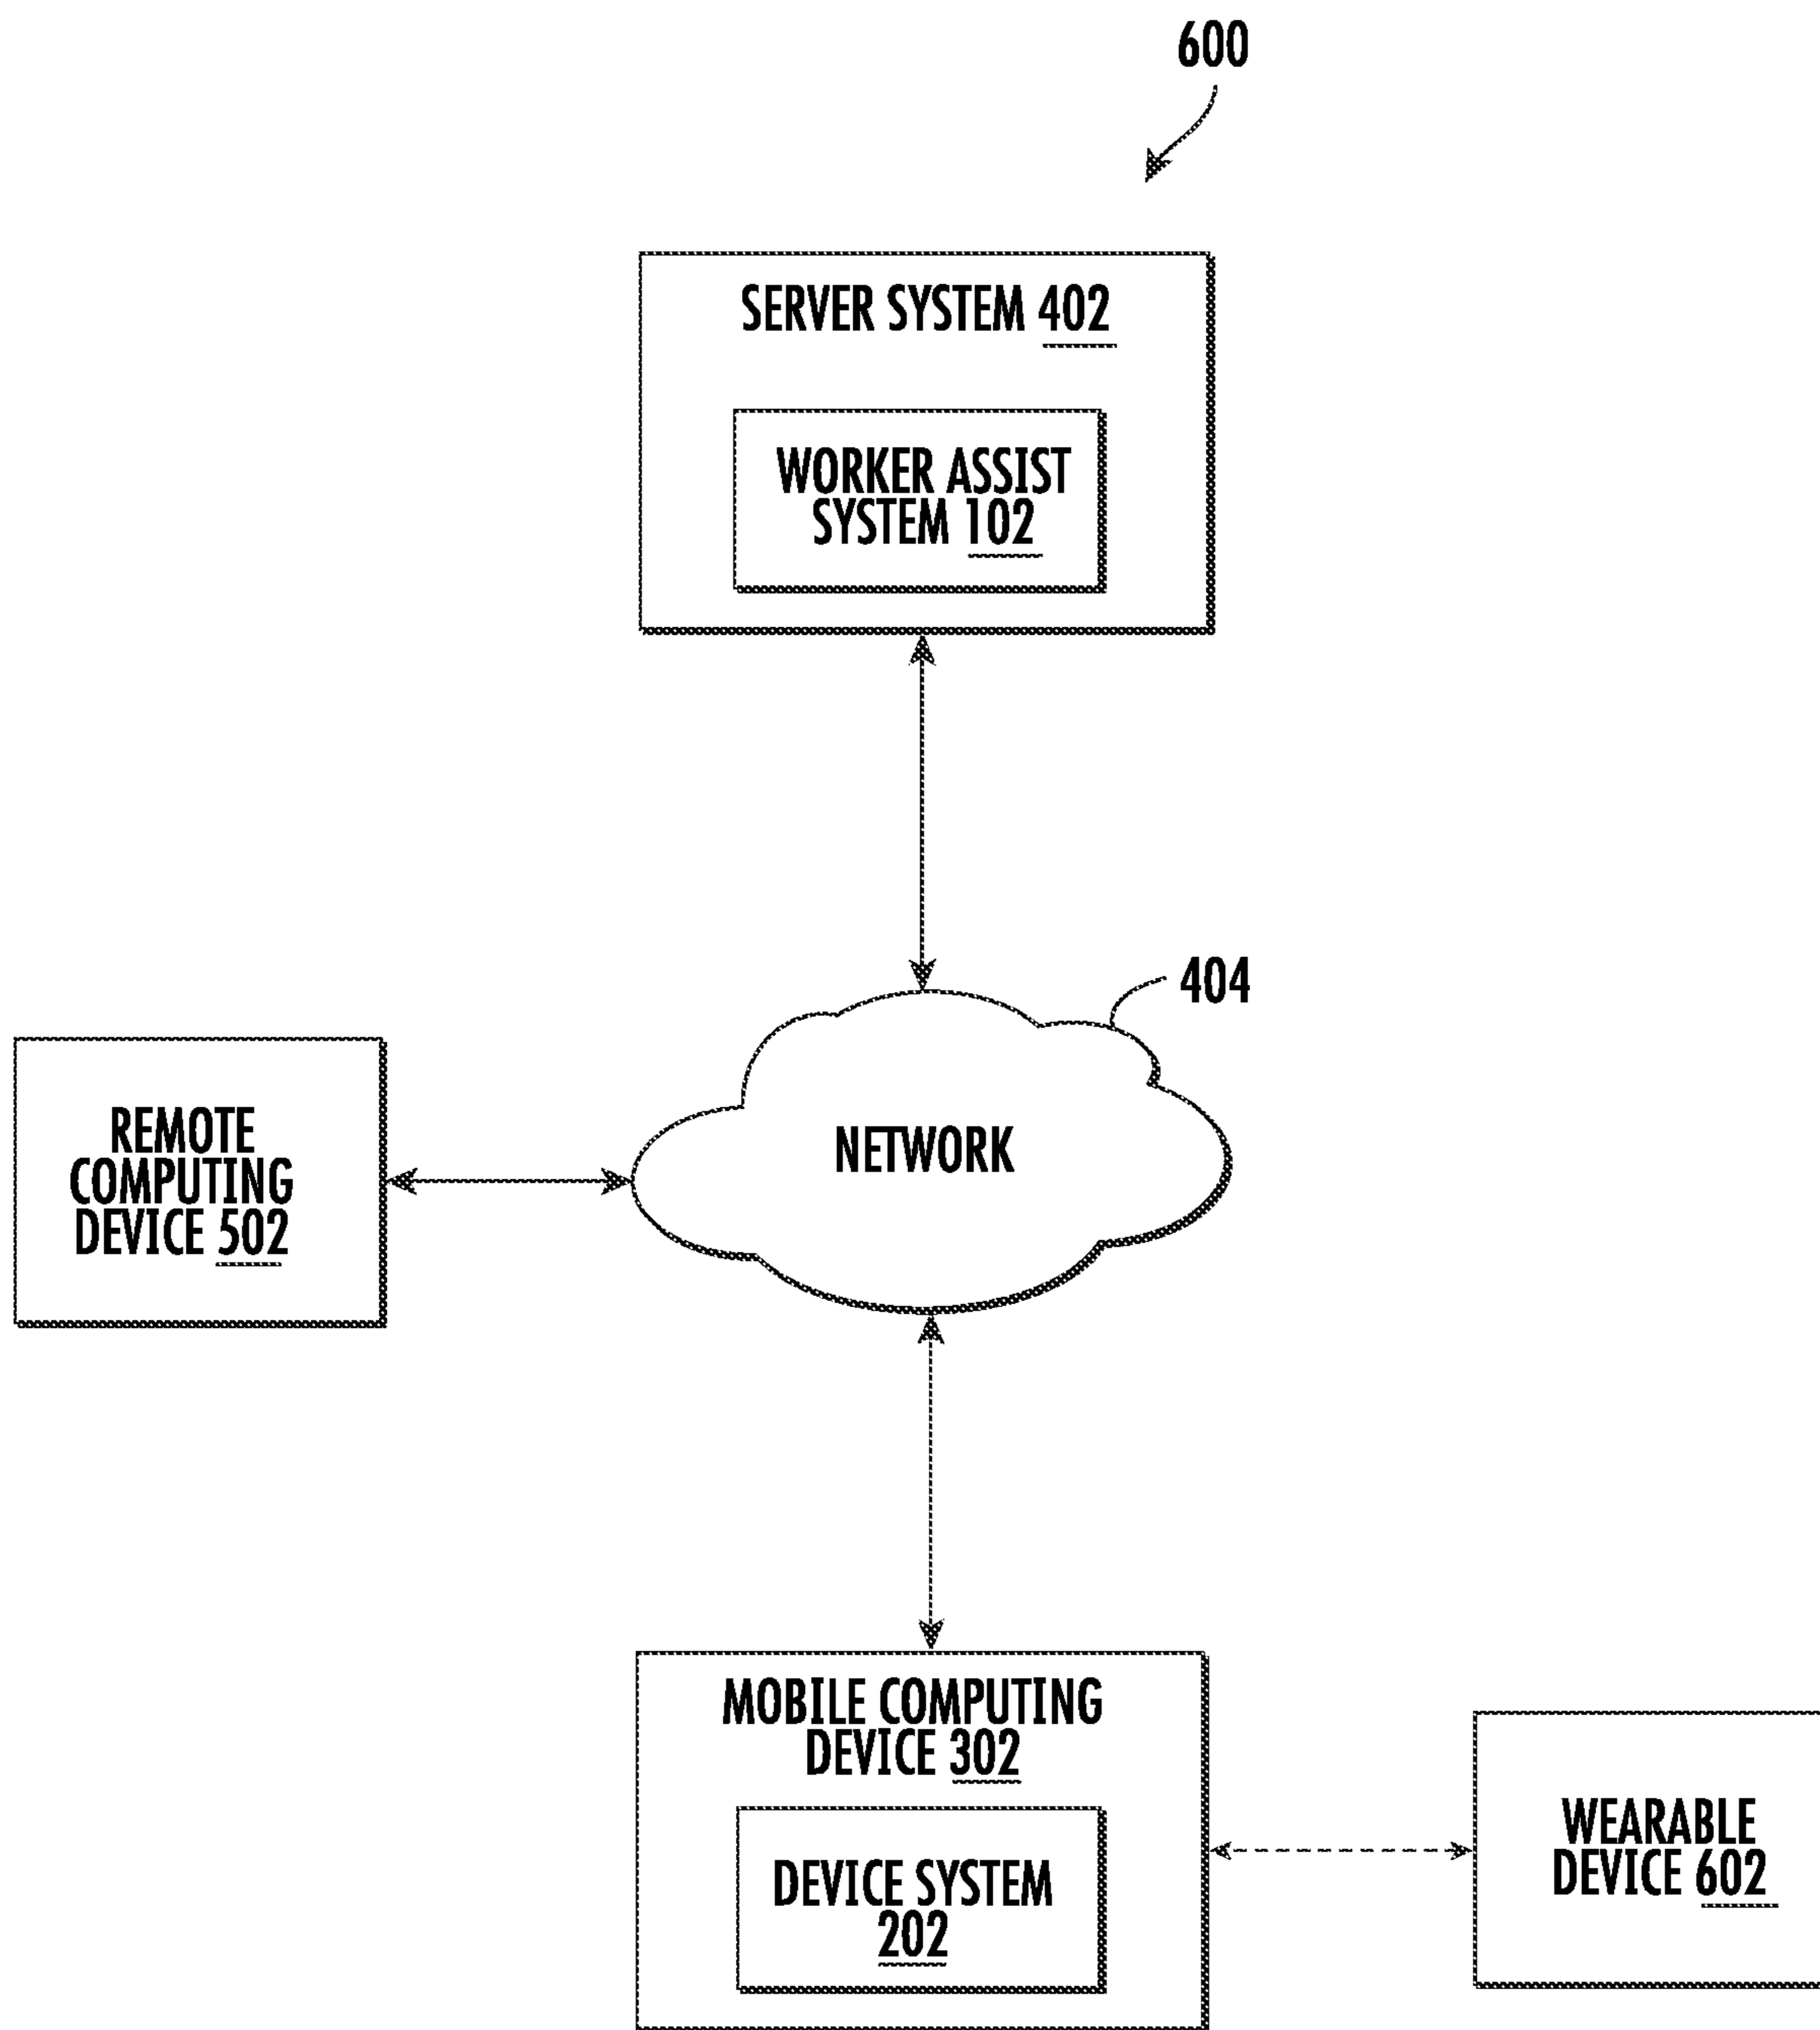 600
SERVER SYSTEM 402
WORKER ASSIST
SYSTEM 102
404
NETWORK
REMOTE
COMPUTING
DEVICE 502
MOBILE COMPUTING
DEVICE 302
DEVICE SYSTEM
202
WEARABLE
DEVICE 602